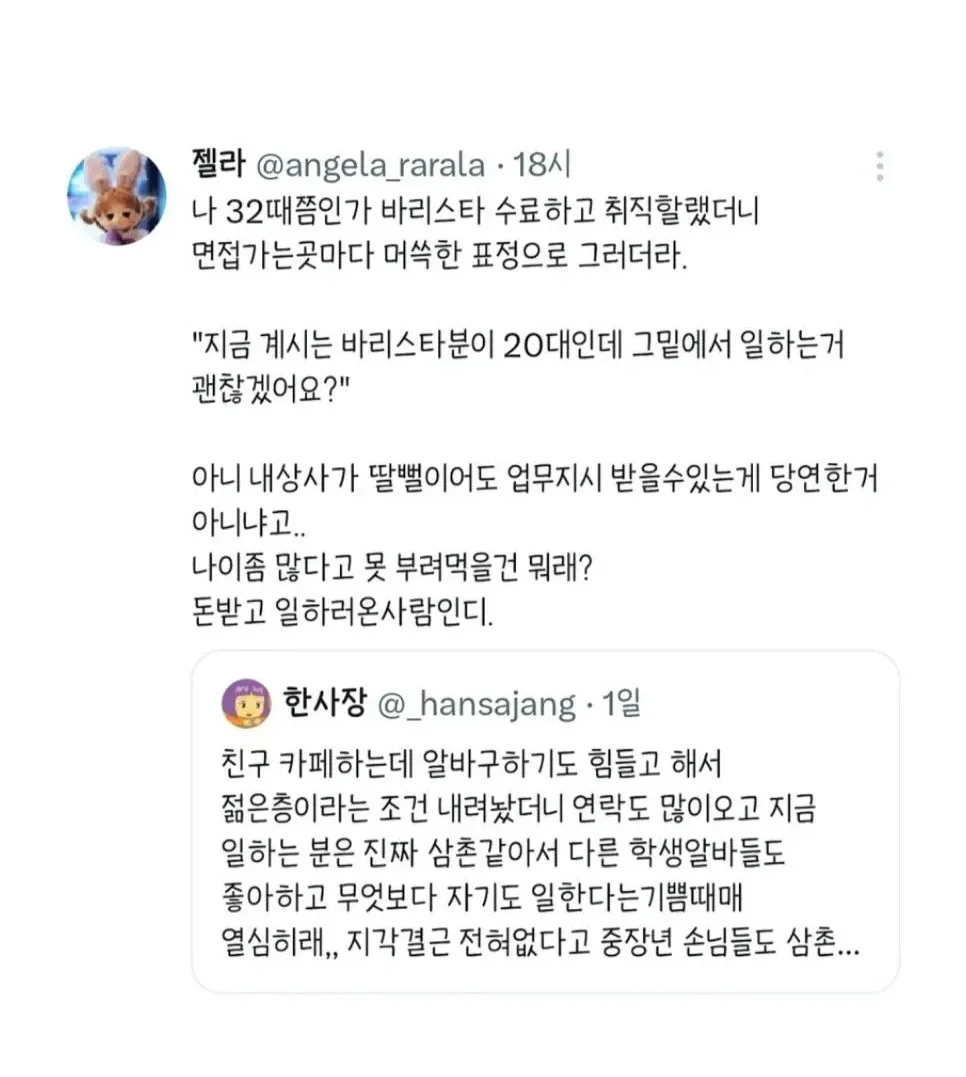 젤라 @angela_rarala · 18시
나 32때쯤인가 바리스타 수료하고 취직할랬더니
면접가는곳마다 머쓱한 표정으로 그러더라.
"지금 계시는 바리스타분이 20대인데 그밑에서 일하는거
괜찮겠어요?"
아니 내상사가 딸뻘이어도 업무지시 받을수있는게 당연한거
아니냐고..
나이좀 많다고 못 부려먹을건 뭐래?
돈받고 일하러온사람인디.
한사장 @_hansajang · 1일
친구 카페하는데 알바구하기도 힘들고 해서
젊은층이라는 조건 내려놨더니 연락도 많이오고 지금
일하는 분은 진짜 삼촌같아서 다른 학생알바들도
좋아하고 무엇보다 자기도 일한다는기쁨때매
열심히래,, 지각결근 전혀없다고 중장년 손님들도 삼촌...